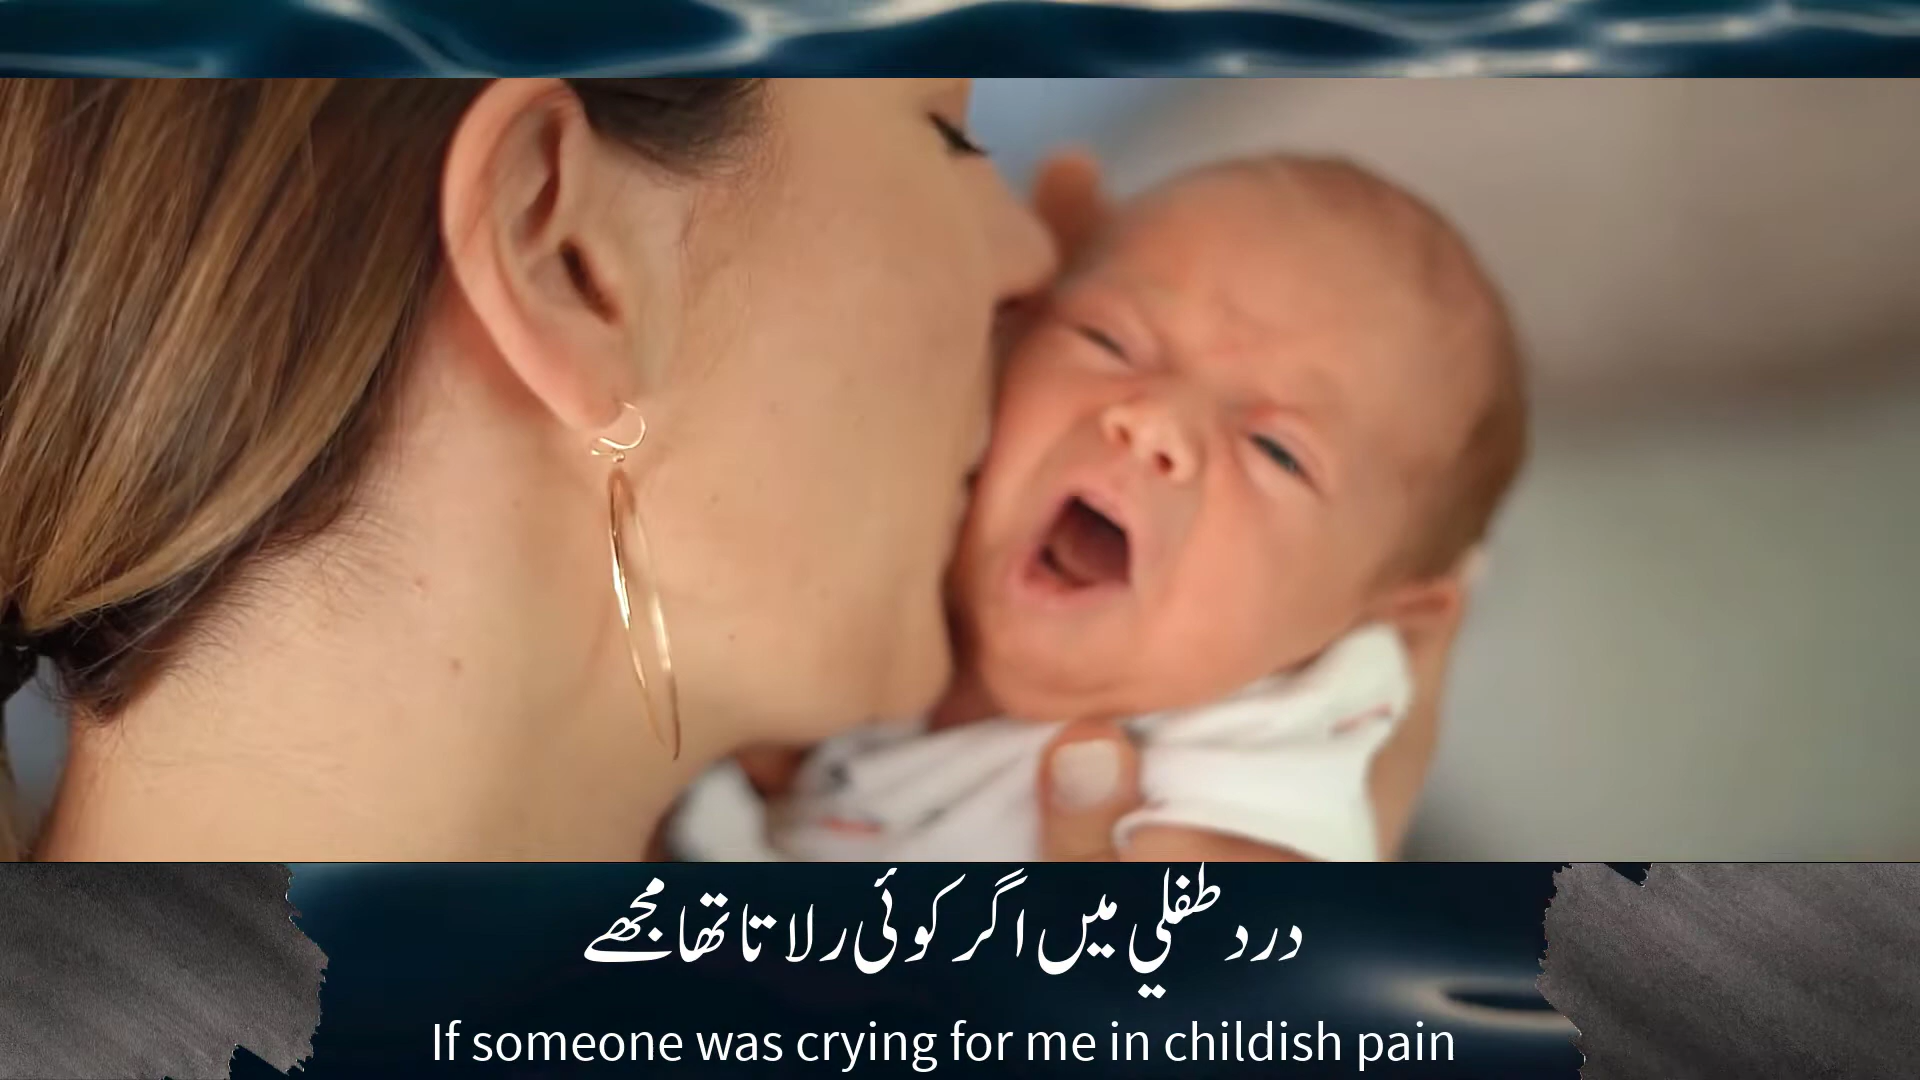 درد طفلي میں اگر کوئی رلاتا تھا مجھے
If someone was crying for me in childish pain